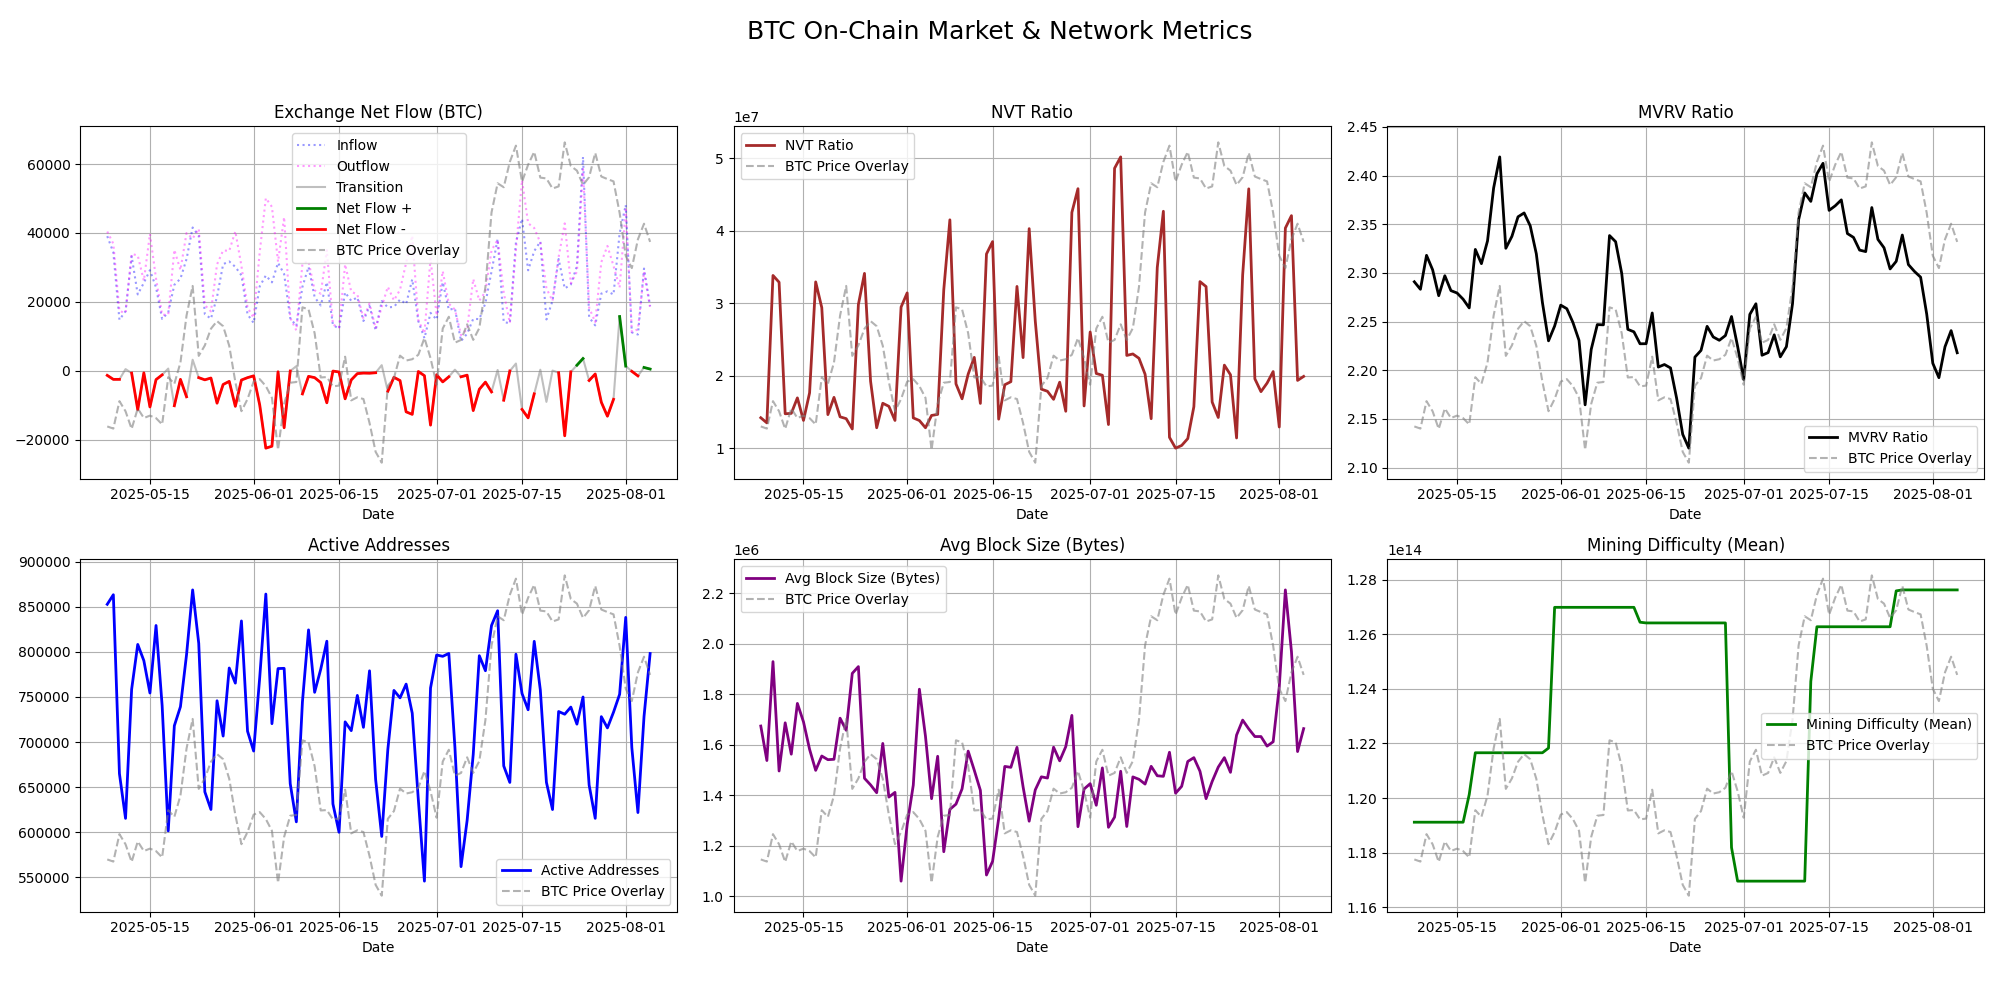 BTC On-Chain Market & Network Metrics
Exchange Net Flow (BTC)
Inflow
Outflow
Transition
Net Flow +
Net Flow -
BTC Price Overlay
60000
40000
20000
0
−20000
2025-05-15 2025-06-01 2025-06-15 2025-07-01 2025-07-15 2025-08-01
Date
NVT Ratio
1e7
NVT Ratio
BTC Price Overlay
5
4
3
2
1
2025-05-15 2025-06-01 2025-06-15 2025-07-01 2025-07-15 2025-08-01
Date
MVRV Ratio
2.45
2.40
2.35
2.30
2.25
2.20
2.15
2.10
MVRV Ratio
BTC Price Overlay
2025-05-15 2025-06-01 2025-06-15 2025-07-01 2025-07-15 2025-08-01
Date
Active Addresses
900000
850000
800000
750000
700000
650000
600000
550000
Active Addresses
BTC Price Overlay
2025-05-15 2025-06-01 2025-06-15 2025-07-01 2025-07-15 2025-08-01
Date
Avg Block Size (Bytes)
1e6
Avg Block Size (Bytes)
BTC Price Overlay
2.2
2.0
1.8
1.6
1.4
1.2
1.0
2025-05-15 2025-06-01 2025-06-15 2025-07-01 2025-07-15 2025-08-01
Date
Mining Difficulty (Mean)
1e14
1.28
1.26
1.24
1.22
1.20
1.18
1.16
Mining Difficulty (Mean)
BTC Price Overlay
2025-05-15 2025-06-01 2025-06-15 2025-07-01 2025-07-15 2025-08-01
Date